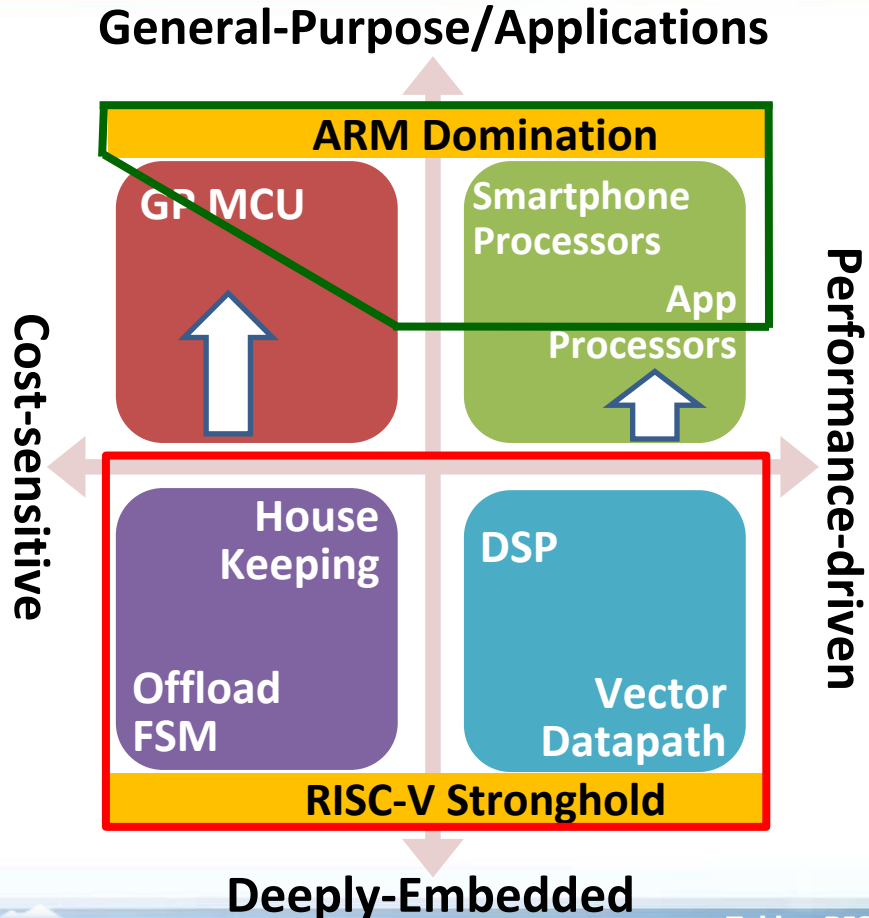 General-Purpose/Applications
ARM Domination
GP MCU
Smartphone
Processors
App
Processors
Cost-sensitive
Performance-driven
House
Keeping
DSP
Offload
FSM
Vector
Datapath
RISC-V Stronghold
Deeply-Embedded